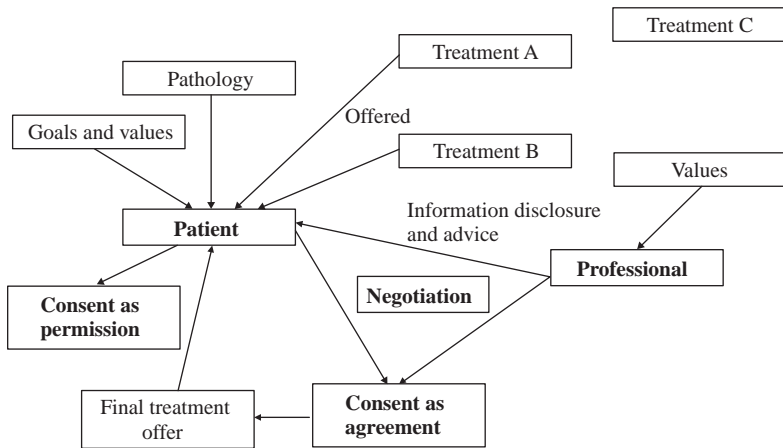 Treatment C
Treatment A
Pathology
Offered
Goals and values
Treatment B
Values
Patient
Information disclosure
and advice
Professional
Negotiation
Consent as
permission
Final treatment
offer
Consent as
agreement